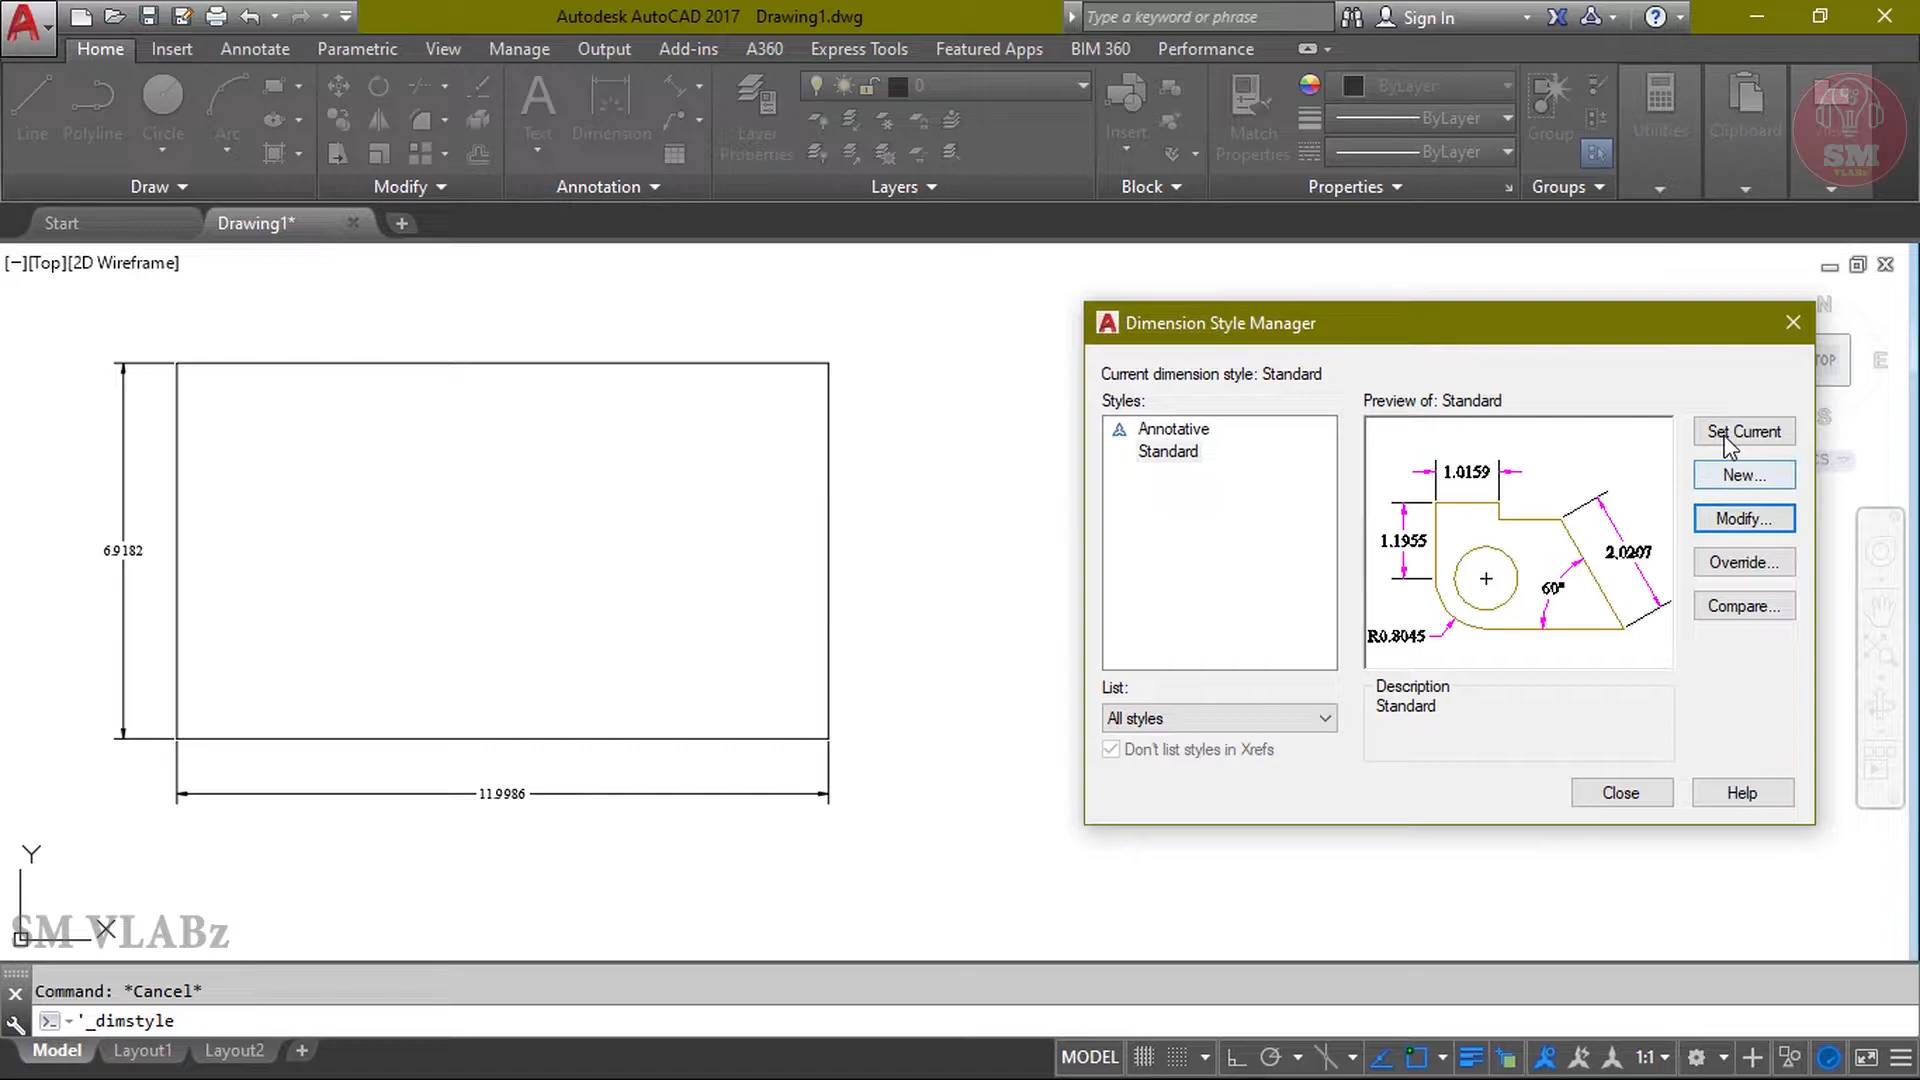 Autodesk AutoCAD 2017 Drawing1.dwg
Type a keyword or phrase
Sign In
Home Insert Annotate Parametric View Manage Output Add-ins A360 Express Tools Featured Apps BIM 360 Performance
Line Polyline Circle Arc
Text Dimension
Layer
Properties
0
Insert
Match
Properties
ByLayer
ByLayer
ByLayer
Group
Utilities
Clipboard
SM
VLABz
Draw
Modify
Annotation
Layers
Block
Properties
Groups
Start
Drawing1*
[−][Top][2D Wireframe]
N
TOP
E
S
6.9182
11.9986
Y
X
SM VLABz
Dimension Style Manager
Current dimension style: Standard
Styles:
Annotative
Standard
List:
All styles
Don't list styles in Xrefs
Preview of: Standard
1.0159
1.1955
2.0207
60°
R0.8045
Description
Standard
Set Current
New...
Modify...
Override...
Compare...
Close
Help
Command: *Cancel*
'_dimstyle
Model
Layout1
Layout2
MODEL
1:1